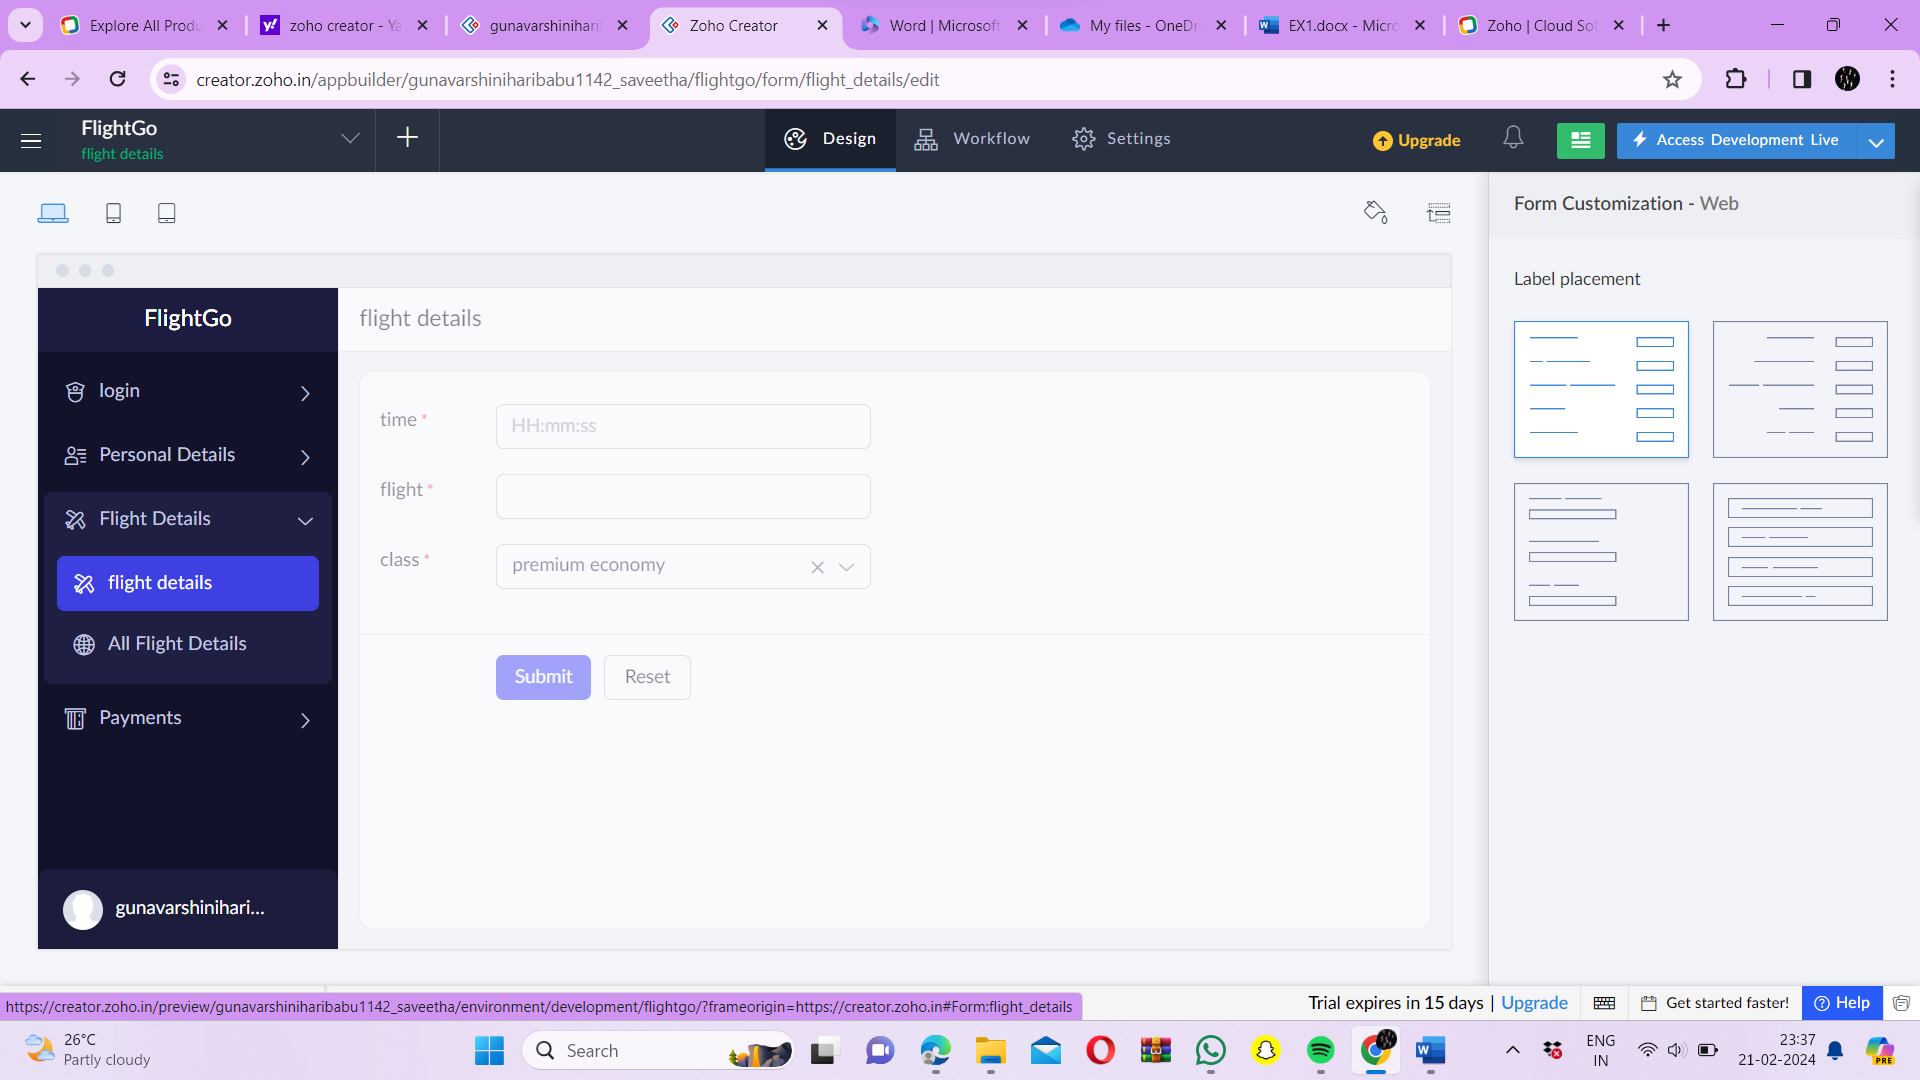 Explore All Produ
zoho creator - Ya
gunavarshinihari
Zoho Creator
Word | Microsoft
My files - OneDr
EX1.docx - Micro
Zoho | Cloud Sof
creator.zoho.in/appbuilder/gunavarshiniharibabu1142_saveetha/flightgo/form/flight_details/edit
FlightGo
flight details
Design
Workflow
Settings
Upgrade
Access Development Live
Form Customization - Web
Label placement
FlightGo
flight details
login
Personal Details
Flight Details
flight details
All Flight Details
Payments
gunavarshinihari...
time *
HH:mm:ss
flight *
class *
premium economy
Submit
Reset
https://creator.zoho.in/preview/gunavarshiniharibabu1142_saveetha/environment/development/flightgo/?frameorigin=https://creator.zoho.in#Form:flight_details
Trial expires in 15 days | Upgrade
Get started faster!
Help
26°C
Partly cloudy
Search
ENG
IN
23:37
21-02-2024
PRE